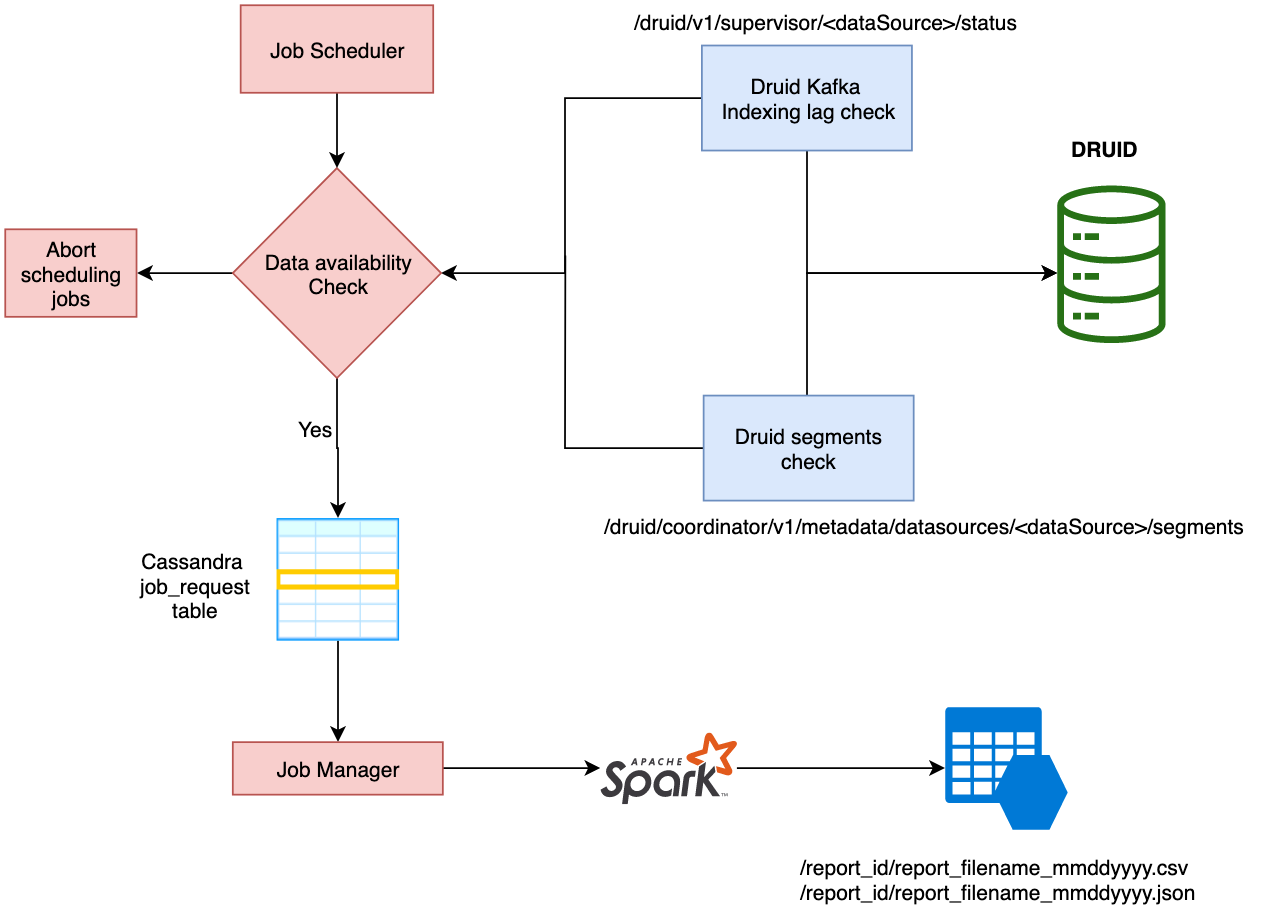 /druid/v1/supervisor/<dataSource>/status
Job Scheduler
Druid Kafka
Indexing lag check
DRUID
Abort
scheduling
jobs
Data availability
Check
Yes
Druid segments
check
/druid/coordinator/v1/metadata/datasources/<dataSource>/segments
Cassandra
job_request
table
Job Manager
APACHE
Spark
TM
/report_id/report_filename_mmddyyyy.csv
/report_id/report_filename_mmddyyyy.json